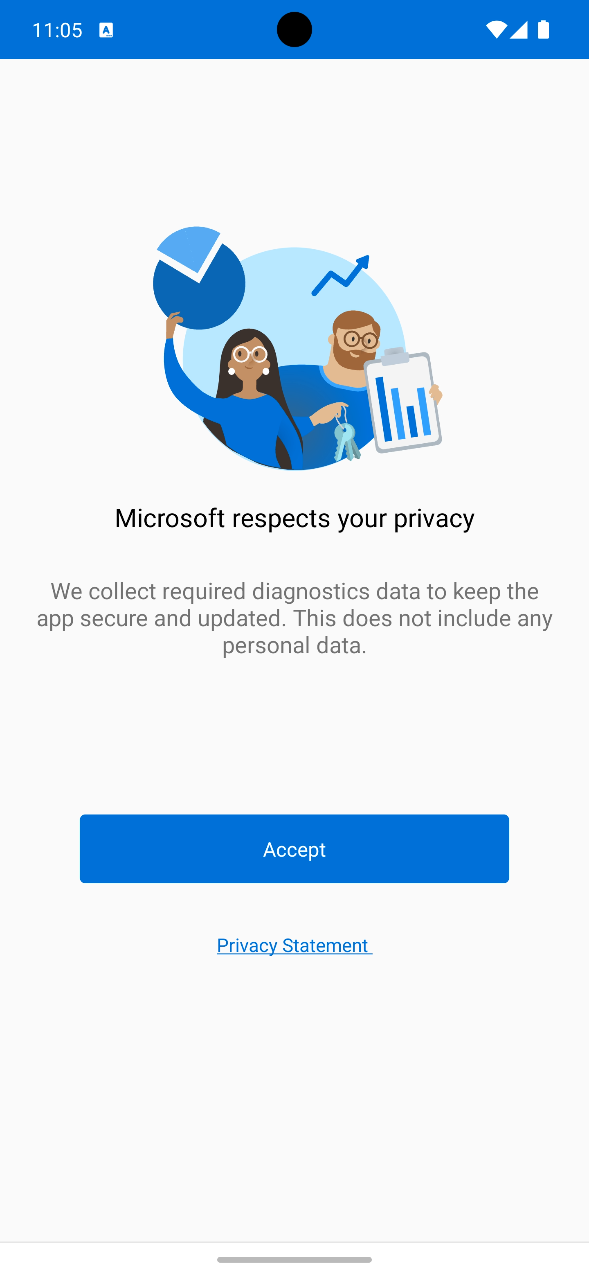 11:05
Microsoft respects your privacy
We collect required diagnostics data to keep the
app secure and updated. This does not include any
personal data.
Accept
Privacy Statement